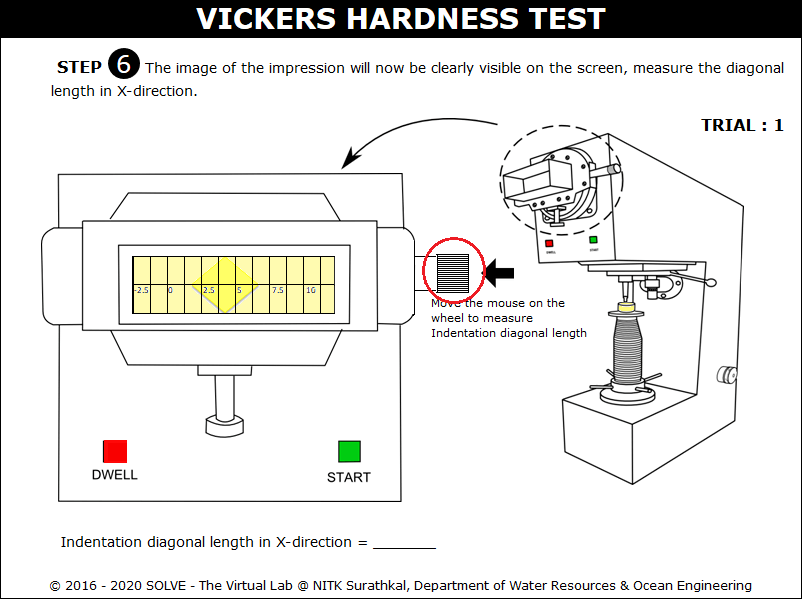 VICKERS HARDNESS TEST
STEP 6 The image of the impression will now be clearly visible on the screen, measure the diagonal
length in X-direction.
TRIAL : 1
-2.5 0 2.5 5 7.5 10
Move the mouse on the
wheel to measure
Indentation diagonal length
DWELL
START
DWELL
START
Indentation diagonal length in X-direction = ________
© 2016 - 2020 SOLVE - The Virtual Lab @ NITK Surathkal, Department of Water Resources & Ocean Engineering